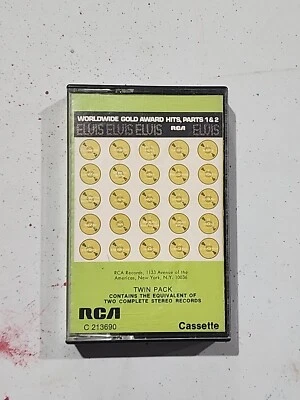 WORLDWIDE GOLD AWARD HITS, PARTS 1 & 2
ELVIS ELVIS ELVIS RCA ELVIS
RCA Records, 1133 Avenue of the
Americas, New York, N.Y. 10036
TWIN PACK
CONTAINS THE EQUIVALENT OF
TWO COMPLETE STEREO RECORDS
RCA
C 213690 Cassette